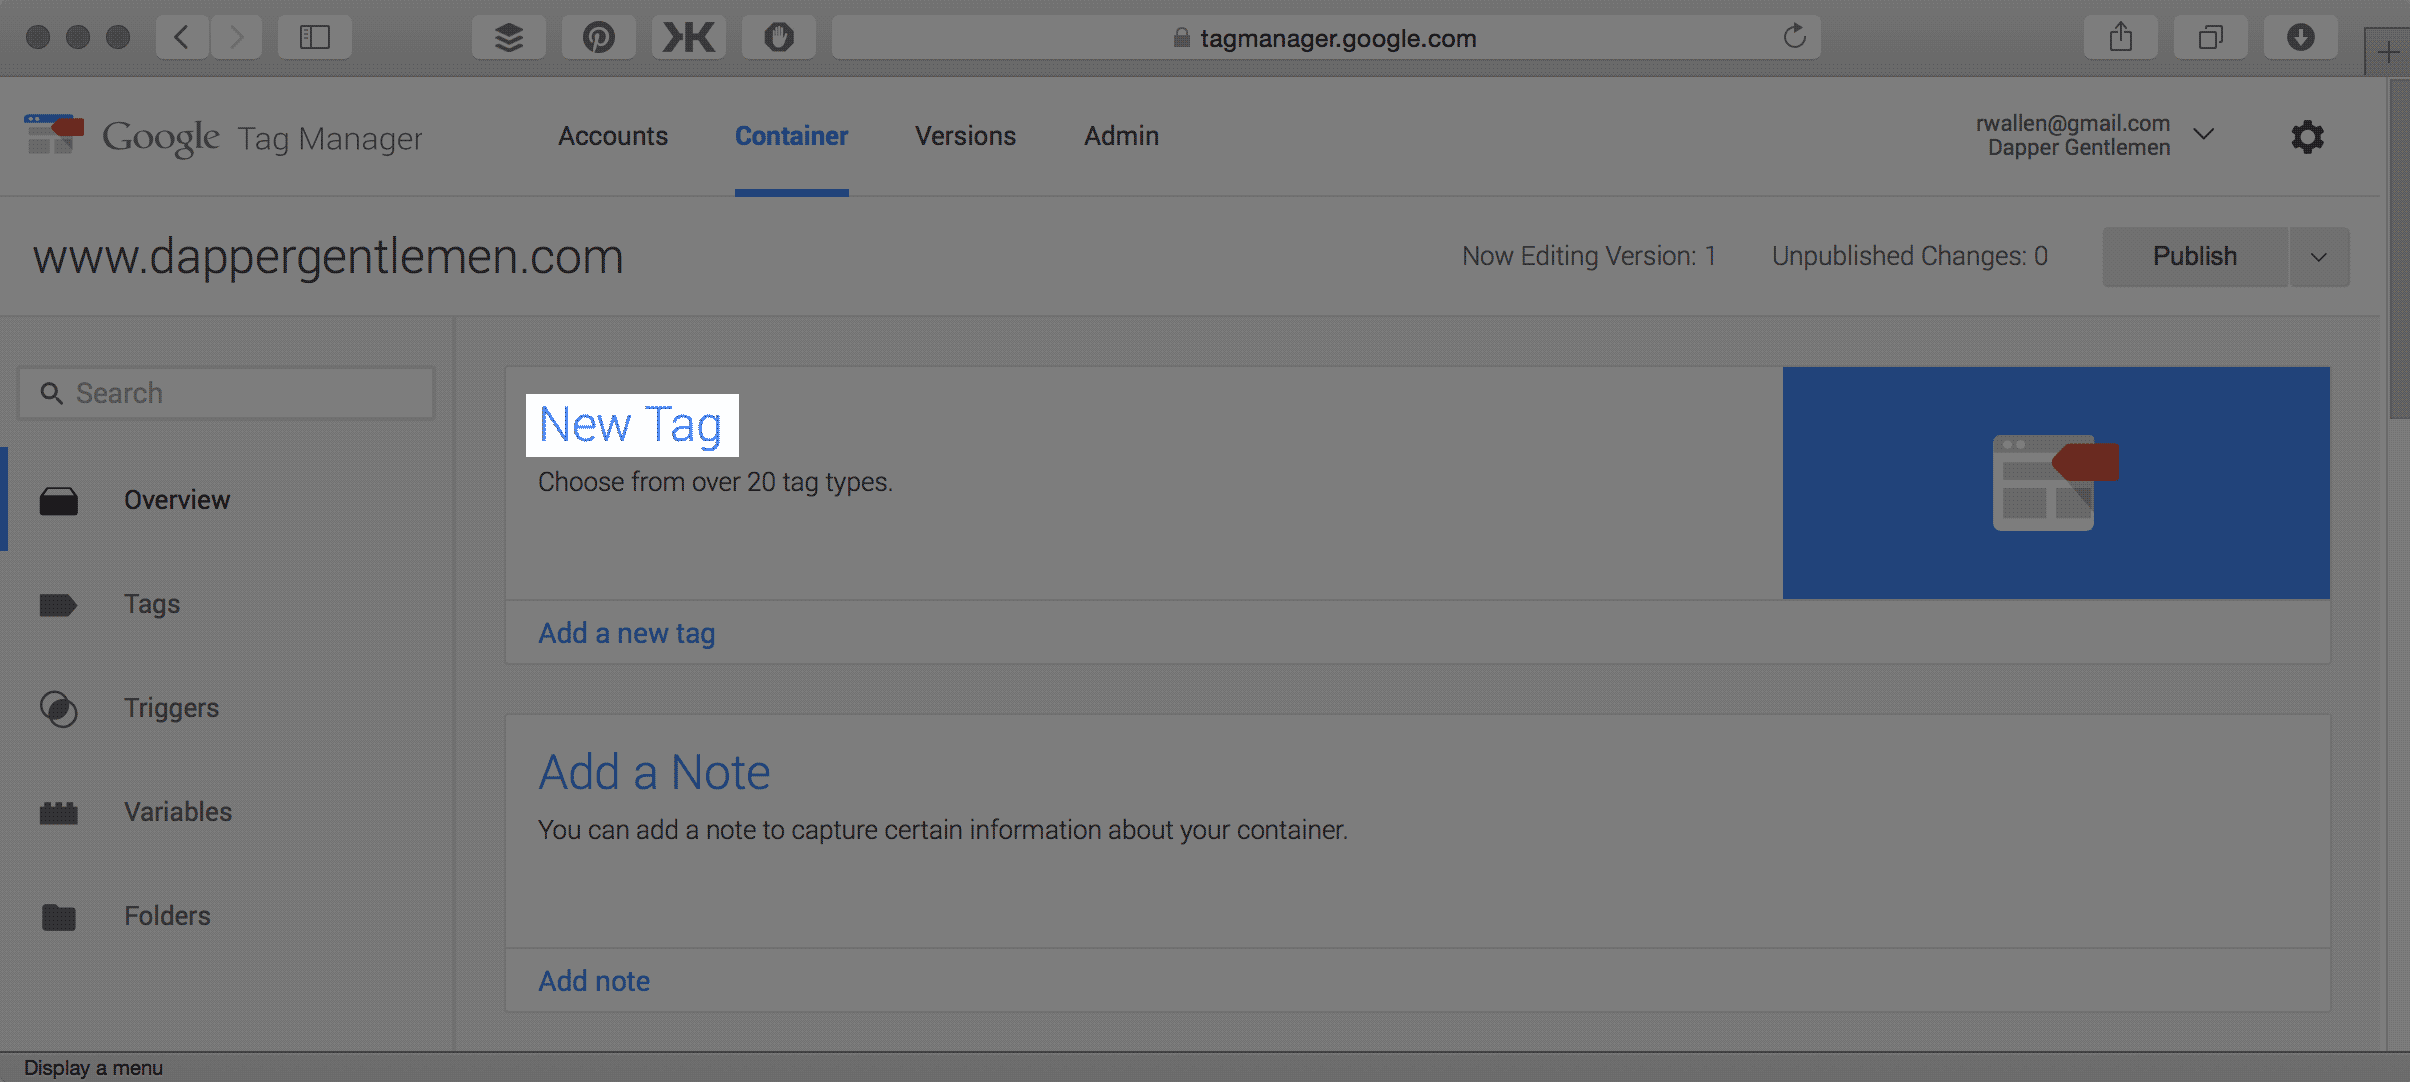 tagmanager.google.com
Google Tag Manager
Accounts
Container
Versions
Admin
rwallen@gmail.com
Dapper Gentlemen
www.dappergentlemen.com
Now Editing Version: 1
Unpublished Changes: 0
Publish
Search
Overview
Tags
Triggers
Variables
Folders
New Tag
Choose from over 20 tag types.
Add a new tag
Add a Note
You can add a note to capture certain information about your container.
Add note
Display a menu